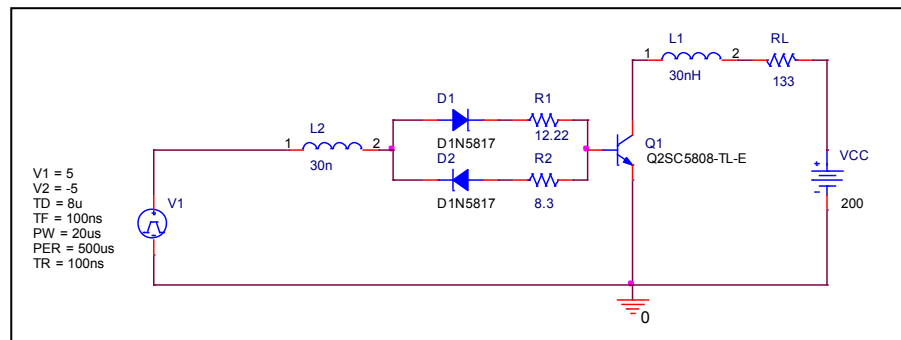 L1
1
2
30nH
RL
133
D1
D1N5817
R1
12.22
L2
1
2
30n
D2
D1N5817
R2
8.3
Q1
Q2SC5808-TL-E
VCC
+
-
200
V1 = 5
V2 = -5
TD = 8u
TF = 100ns
PW = 20us
PER = 500us
TR = 100ns
V1
+
-
0